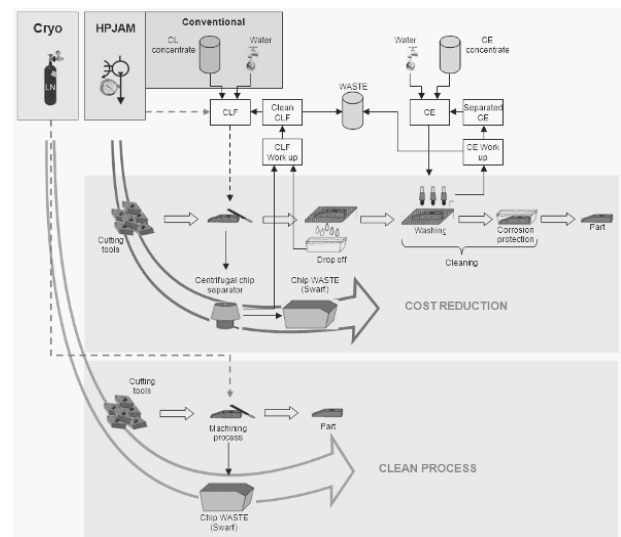 Cryo
HPJAM
Conventional
CL
concentrate
Water
LN
Water
CE
concentrate
WASTE
CLF
Clean
CLF
CE
Separated
CE
CLF
Work up
CE Work
up
Cutting
tools
Drop off
Washing
Corrosion
protection
Part
Cleaning
Centrifugal chip
separator
Chip WASTE
(Swarf)
COST REDUCTION
Cutting
tools
Machining
process
Part
CLEAN PROCESS
Chip WASTE
(Swarf)